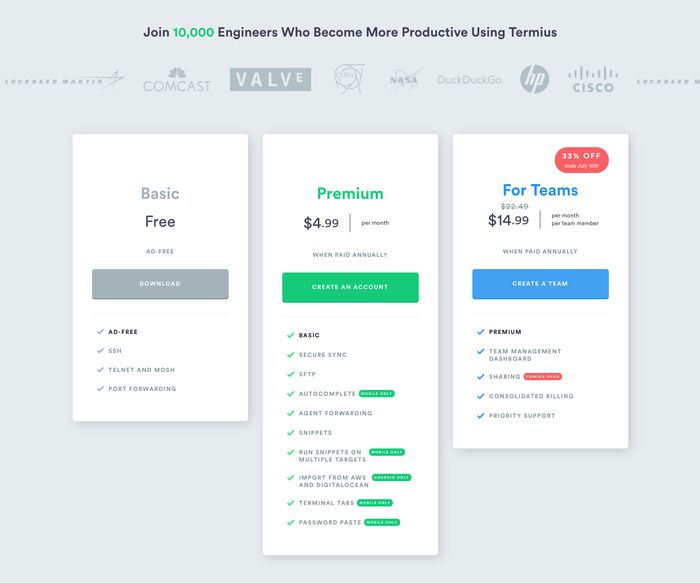 Join 10,000 Engineers Who Become More Productive Using Termius
LOCKHEED MARTIN
COMCAST
VALVE
CERN
NASA
DuckDuckGo
hp
CISCO
LOCKHEED M
Basic
Free
AD-FREE
DOWNLOAD
AD-FREE
SSH
TELNET AND MOSH
PORT FORWARDING
Premium
$4.99
per month
WHEN PAID ANNUALLY
CREATE AN ACCOUNT
BASIC
SECURE SYNC
SFTP
AUTOCOMPLETE MOBILE ONLY
AGENT FORWARDING
SNIPPETS
RUN SNIPPETS ON MOBILE ONLY
MULTIPLE TARGETS
IMPORT FROM AWS ANDROID ONLY
AND DIGITALOCEAN
TERMINAL TABS MOBILE ONLY
PASSWORD PASTE MOBILE ONLY
33% OFF
ends July 16th
For Teams
$22.49
$14.99
per month
per team member
WHEN PAID ANNUALLY
CREATE A TEAM
PREMIUM
TEAM MANAGEMENT
DASHBOARD
SHARING COMING SOON
CONSOLIDATED BILLING
PRIORITY SUPPORT